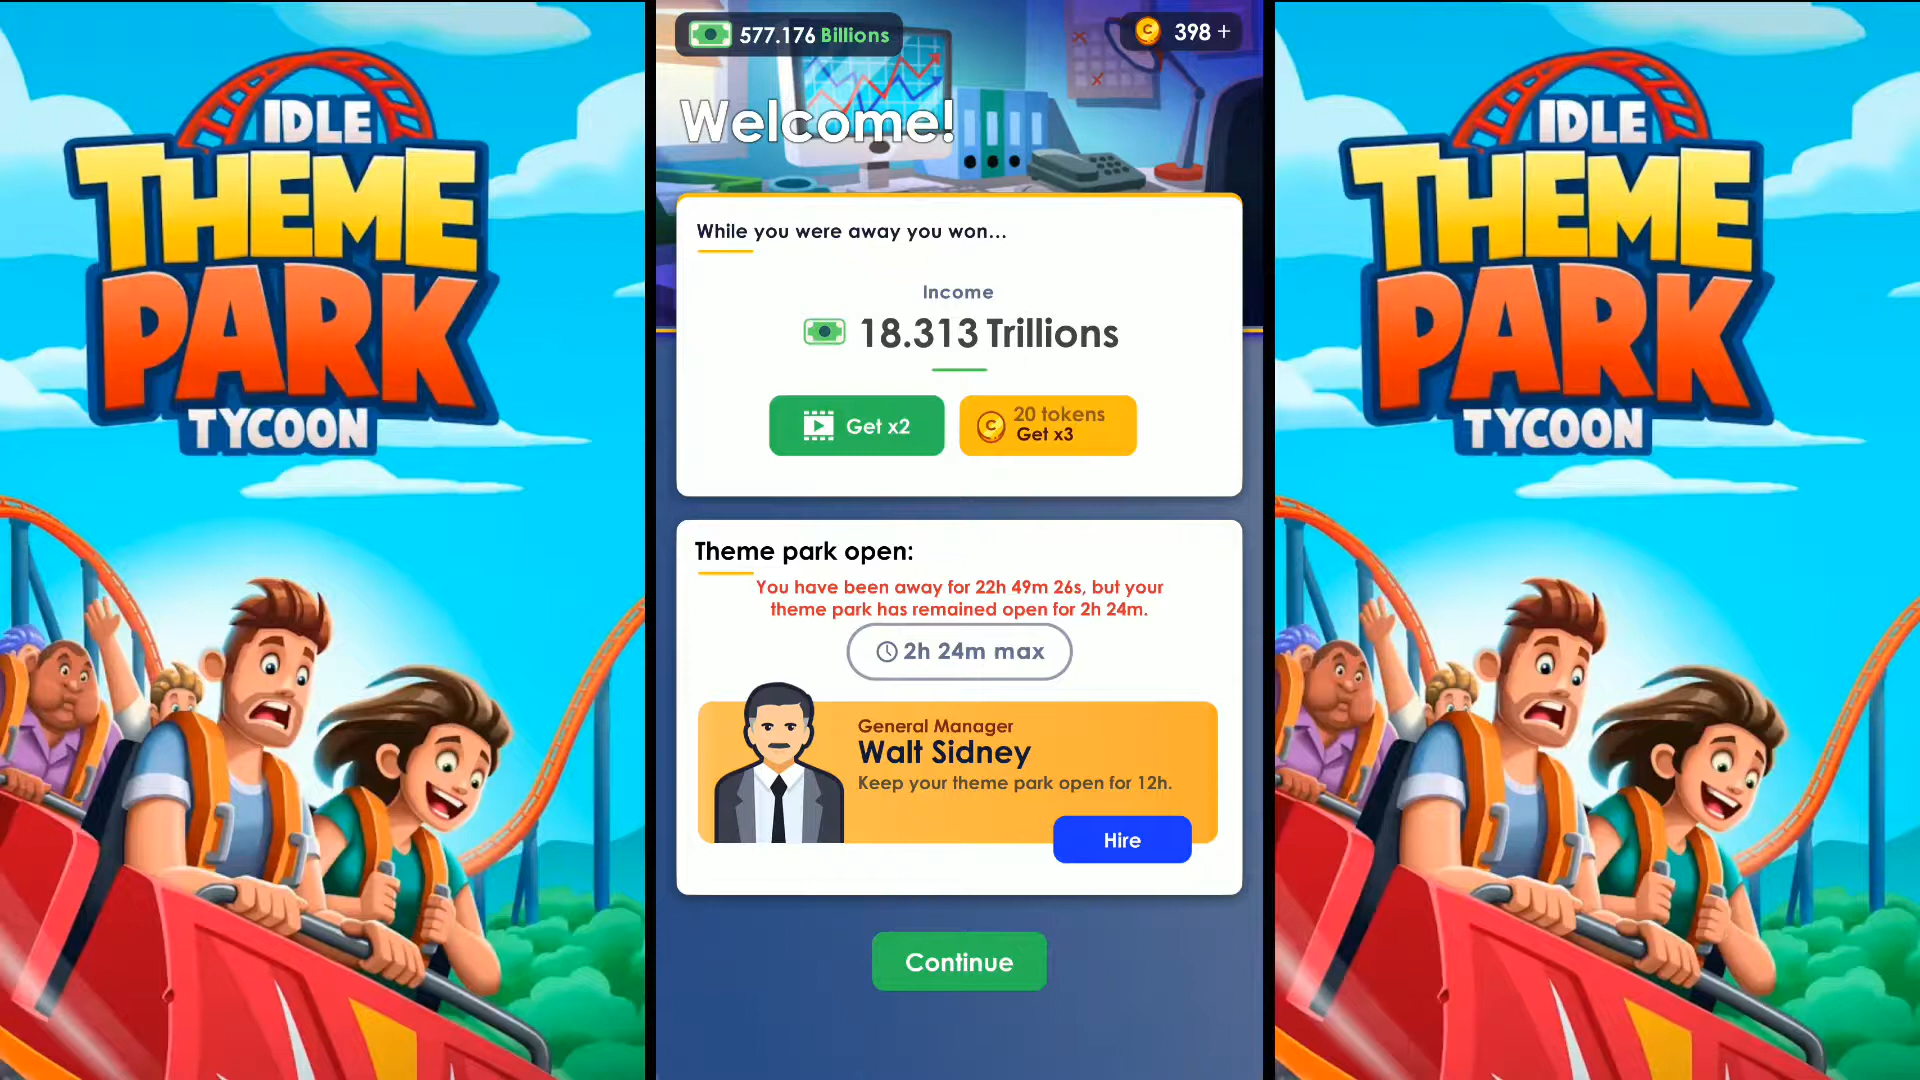 IDLE
THEME
PARK
TYCOON
577.176 Billions
398 +
Welcome!
While you were away you won...
Income
18.313 Trillions
Get x2
20 tokens
Get x3
Theme park open:
You have been away for 22h 49m 26s, but your
theme park has remained open for 2h 24m.
2h 24m max
General Manager
Walt Sidney
Keep your theme park open for 12h.
Hire
Continue
IDLE
THEME
PARK
TYCOON